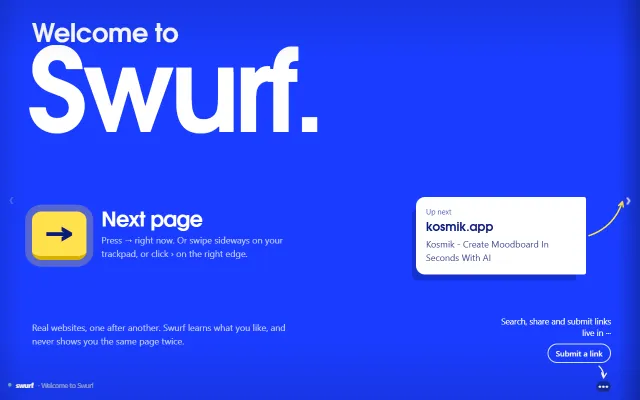 Welcome to
Swurf.
→
Next page
Press → right now. Or swipe sideways on your
trackpad, or click › on the right edge.
Up next
kosmik.app
Kosmik - Create Moodboard In
Seconds With AI
Real websites, one after another. Swurf learns what you like, and
never shows you the same page twice.
Search, share and submit links
live in ···
Submit a link
swurf · Welcome to Swurf